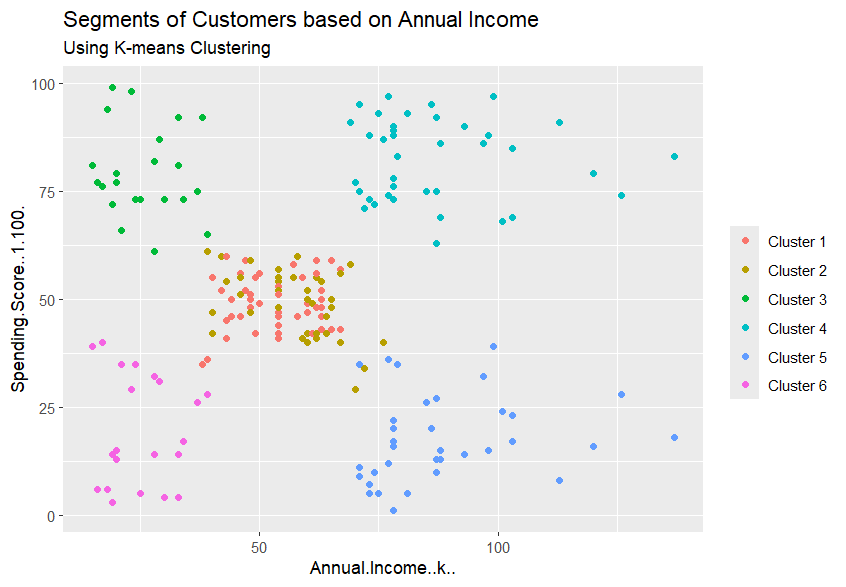 Segments of Customers based on Annual Income
Using K-means Clustering
100
75
50
25
0
Spending.Score..1.100.
50
100
Annual.Income..k..
Cluster 1
Cluster 2
Cluster 3
Cluster 4
Cluster 5
Cluster 6